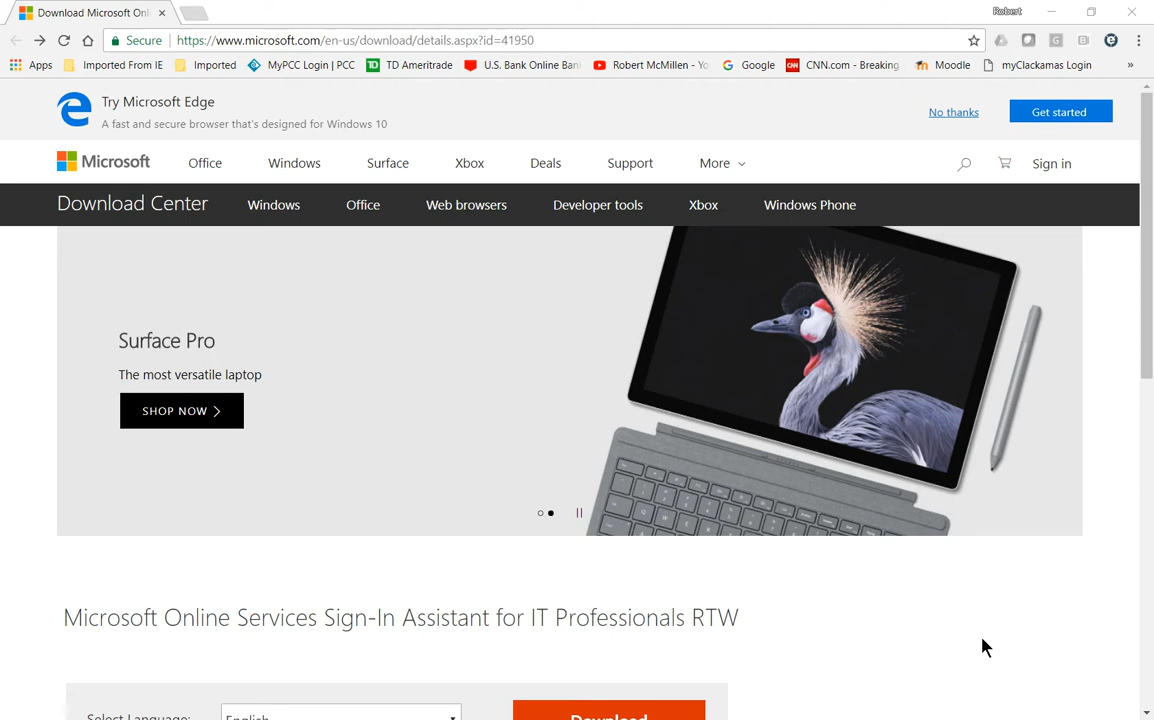 Download Microsoft Onl
Robert
Secure
https://www.microsoft.com/en-us/download/details.aspx?id=41950
Apps
Imported From IE
Imported
MyPCC Login | PCC
TD Ameritrade
U.S. Bank Online Ban
Robert McMillen - Yo
Google
CNN.com - Breaking
Moodle
myClackamas Login
»
Try Microsoft Edge
A fast and secure browser that's designed for Windows 10
No thanks
Get started
Microsoft
Office
Windows
Surface
Xbox
Deals
Support
More
Sign in
Download Center
Windows
Office
Web browsers
Developer tools
Xbox
Windows Phone
Surface Pro
The most versatile laptop
SHOP NOW
Microsoft Online Services Sign-In Assistant for IT Professionals RTW
Select Language:
English
Download